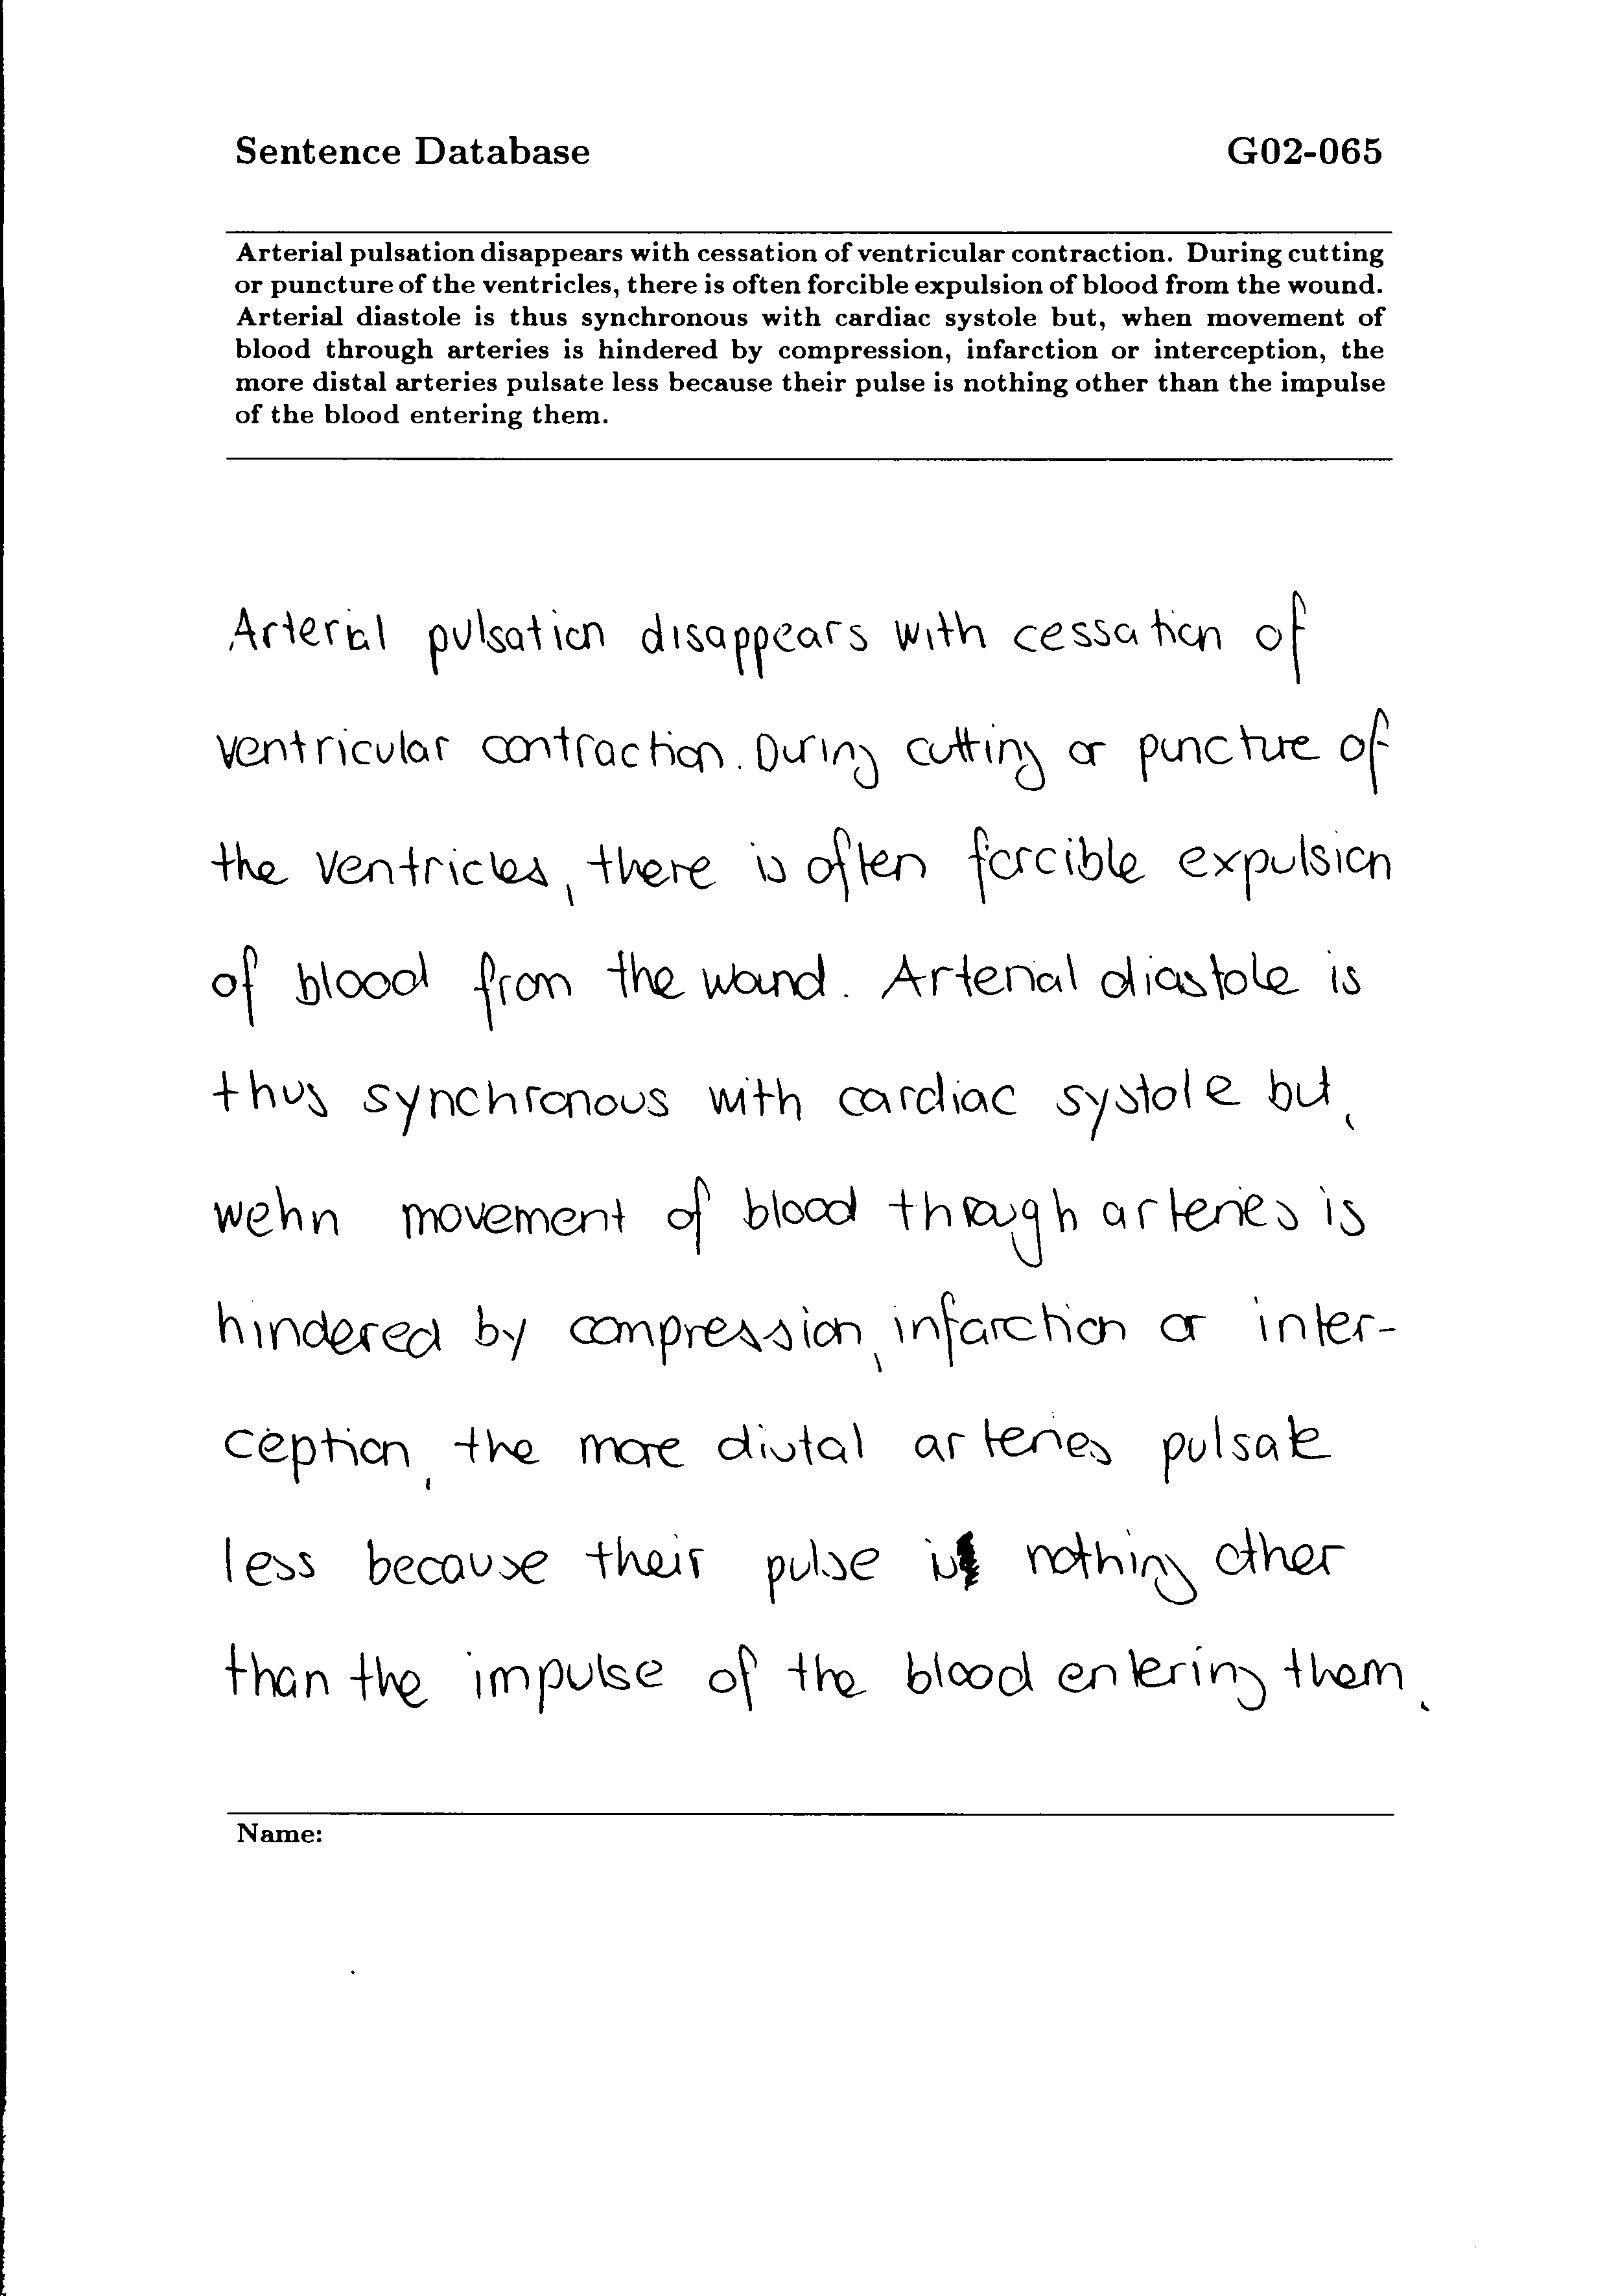 Sentence Database G02-065
Arterial pulsation disappears with cessation of ventricular contraction. During cutting
or puncture of the ventricles, there is often forcible expulsion of blood from the wound.
Arterial diastole is thus synchronous with cardiac systole but, when movement of
blood through arteries is hindered by compression, infarction or interception, the
more distal arteries pulsate less because their pulse is nothing other than the impulse
of the blood entering them.
Arterial pulsation disappears with cessation of
ventricular contraction. During cutting or puncture of
the ventricles, there is often forcible expulsion
of blood from the wound. Arterial diastole is
thus synchronous with cardiac systole but,
wehn movement of blood through arteries is
hindered by compression, infarction or inter-
ception, the more distal arteries pulsate
less because their pulse is nothing other
than the impulse of the blood entering them.
Name: